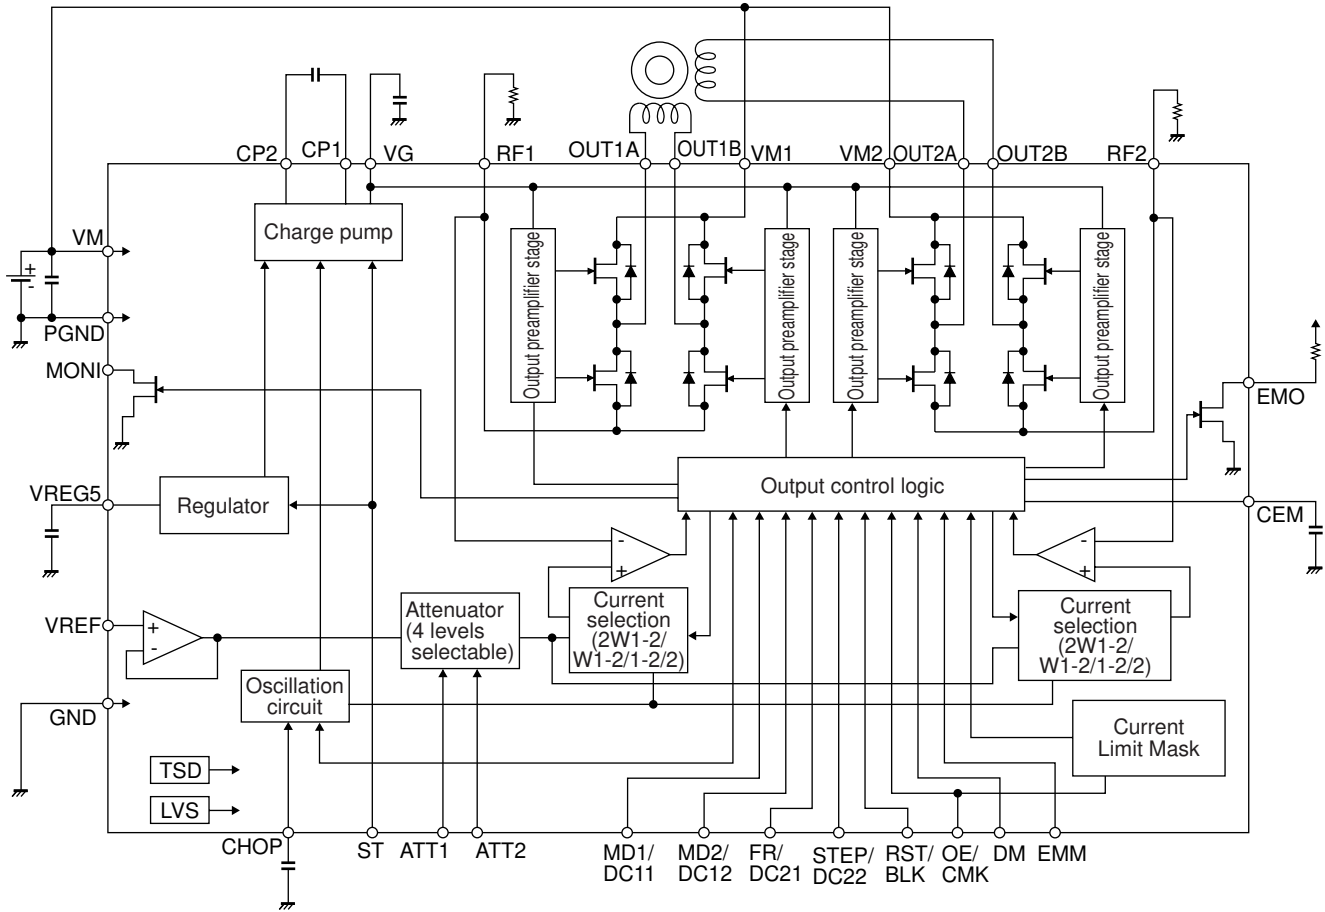 CP2
CP1
VG
RF1
OUT1A
OUT1B
VM1
VM2
OUT2A
OUT2B
RF2
VM
+
-
PGND
Charge pump
Output preamplifier stage
Output preamplifier stage
Output preamplifier stage
Output preamplifier stage
MONI
EMO
VREG5
Regulator
Output control logic
CEM
-
+
-
+
VREF
+
-
Attenuator
(4 levels
selectable)
Current
selection
(2W1-2/
W1-2/1-2/2)
Current
selection
(2W1-2/
W1-2/1-2/2)
GND
Oscillation
circuit
Current
Limit Mask
TSD
LVS
CHOP
ST
ATT1
ATT2
MD1/
DC11
MD2/
DC12
FR/
DC21
STEP/
DC22
RST/
BLK
OE/
CMK
DM
EMM